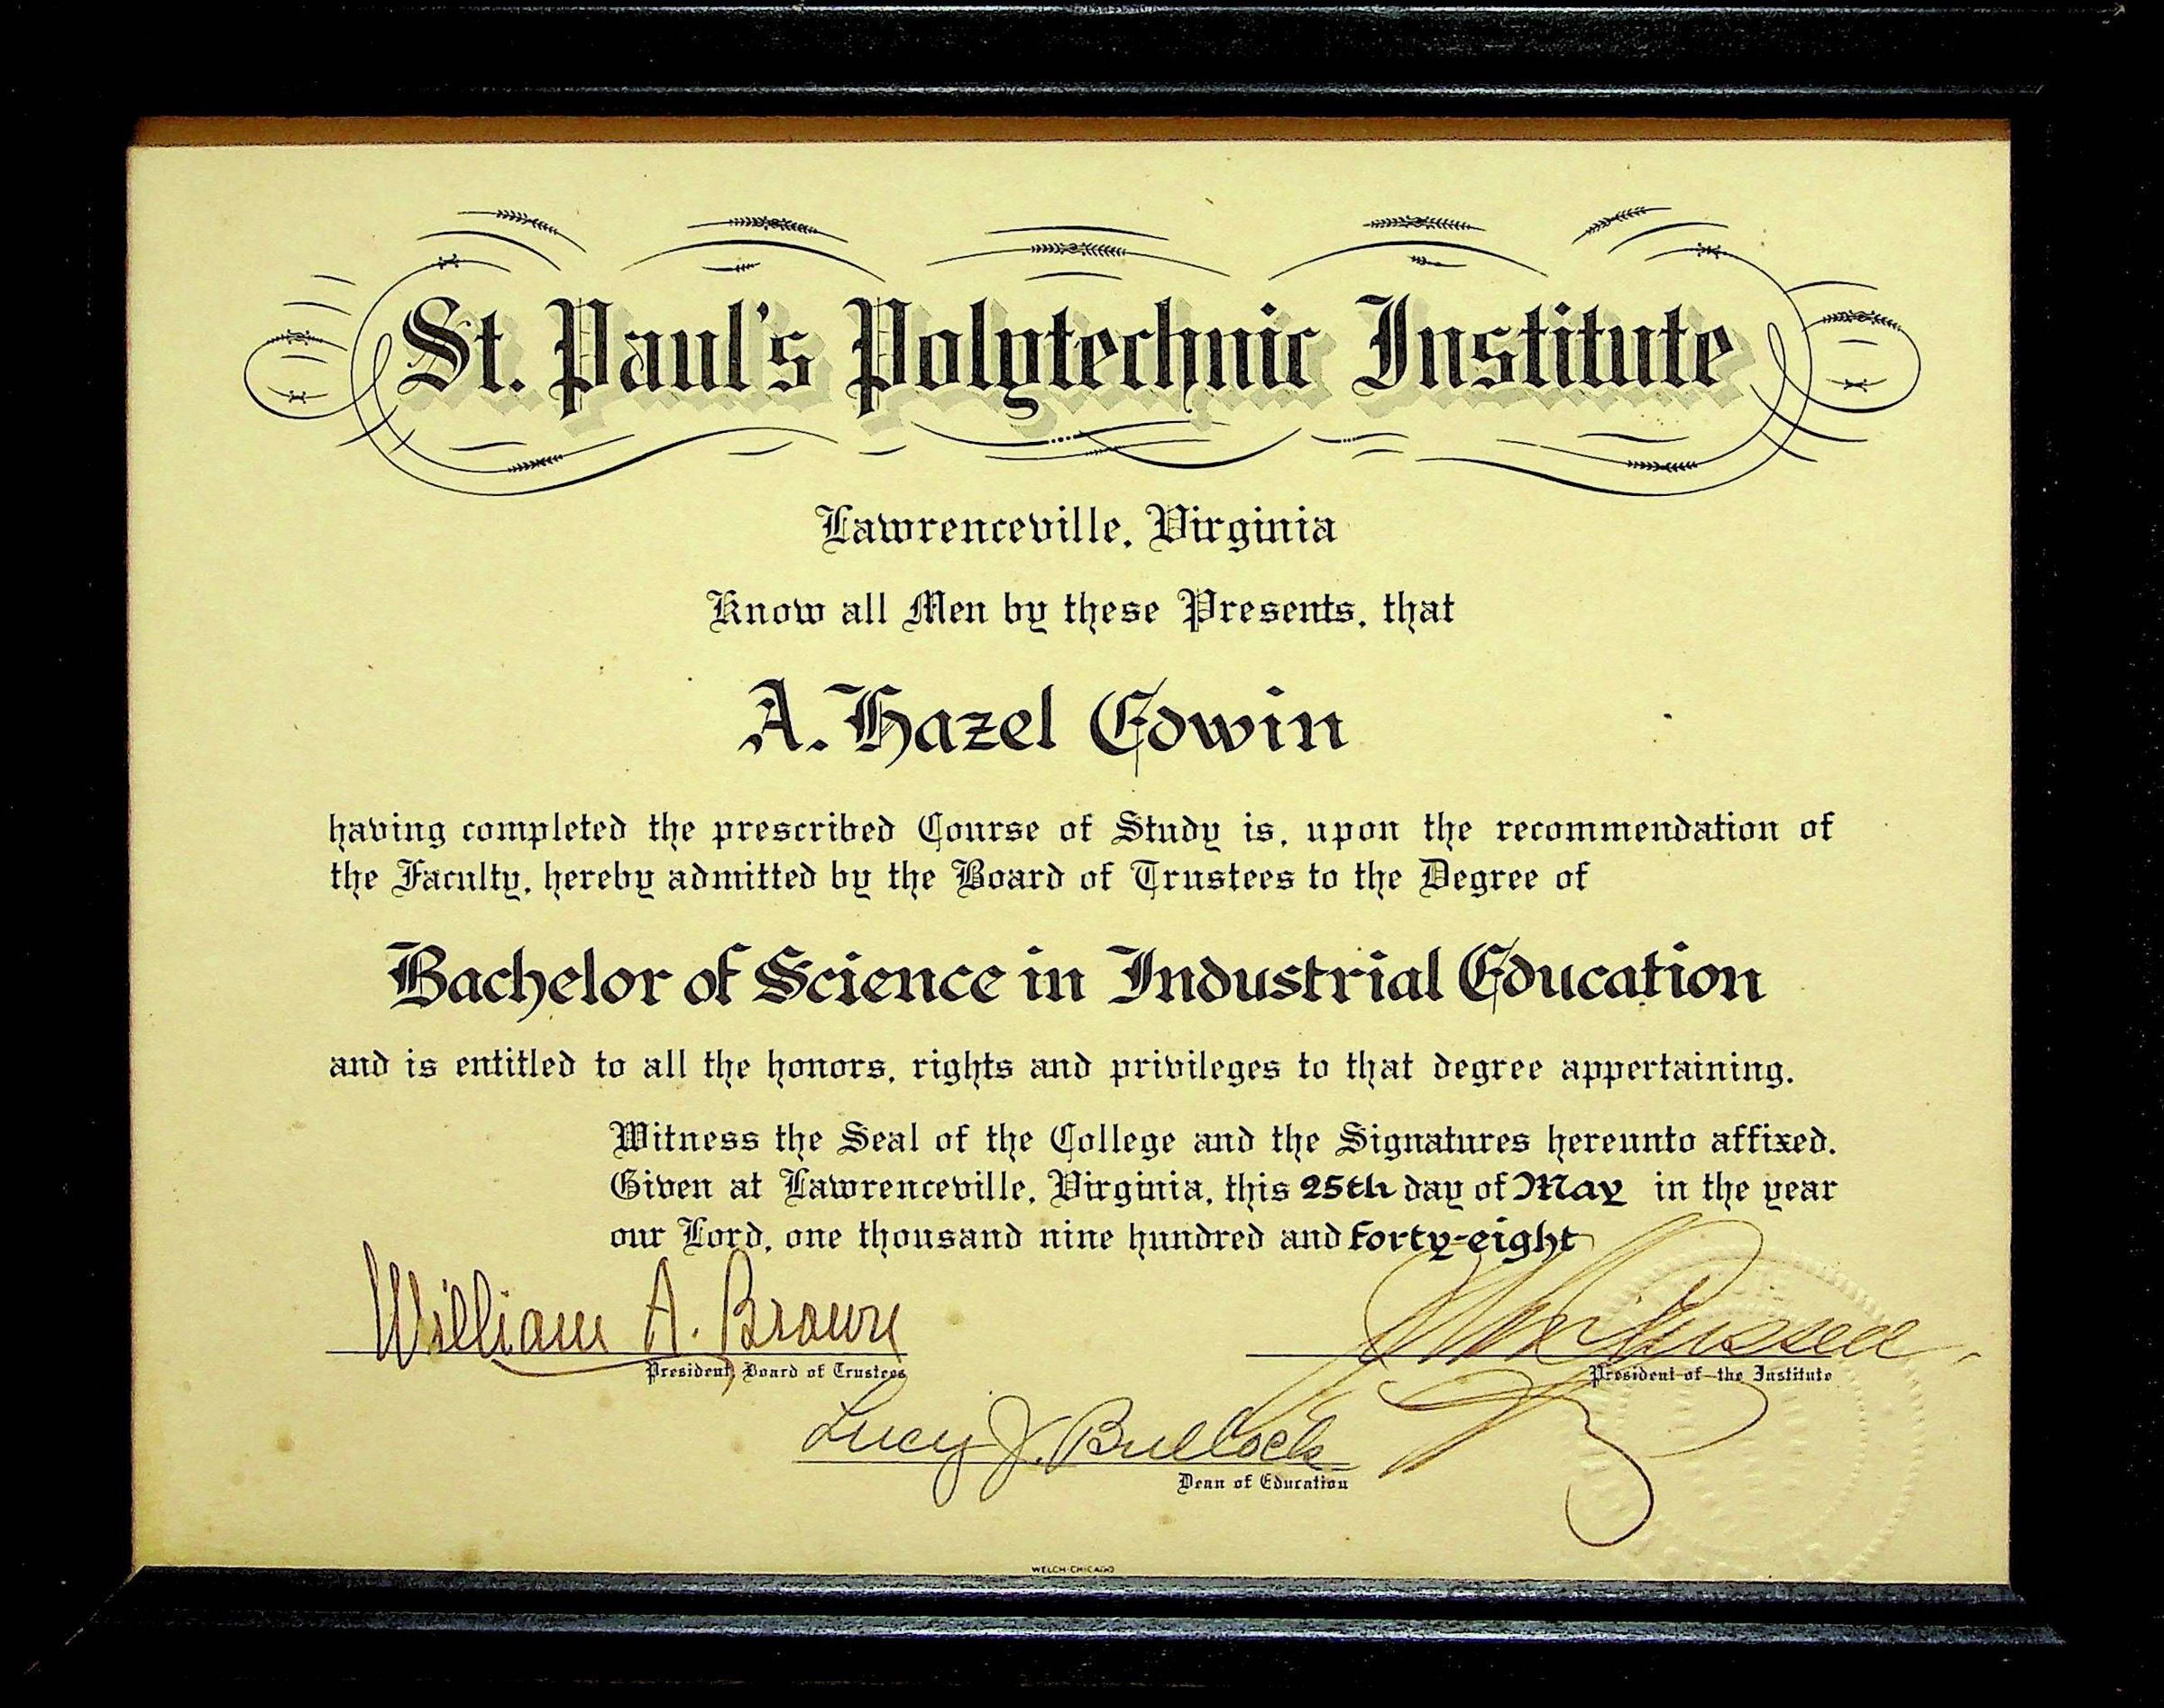 St. Paul's Polytechnic Institute
Lawrenceville, Virginia
Know all Men by these Presents, that
A. Hazel Edwin
having completed the prescribed Course of Study is, upon the recommendation of
the Faculty, hereby admitted by the Board of Trustees to the Degree of
Bachelor of Science in Industrial Education
and is entitled to all the honors, rights and privileges to that degree appertaining.
Witness the Seal of the College and the Signatures hereunto affixed.
Given at Lawrenceville, Virginia, this 25th day of May in the year
our Lord, one thousand nine hundred and forty-eight
William A. Brown
President, Board of Trustees
Russell
President of the Institute
Lucy J. Bullock
Dean of Education
WELCH-CHICAGO